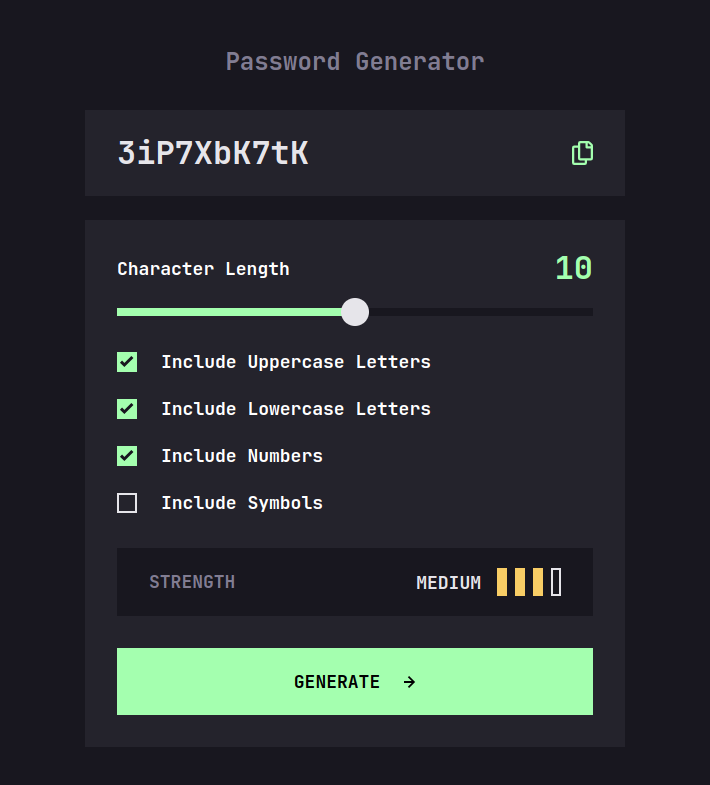 Password Generator
3iP7XbK7tK
Character Length 10
Include Uppercase Letters
Include Lowercase Letters
Include Numbers
Include Symbols
STRENGTH MEDIUM
GENERATE →